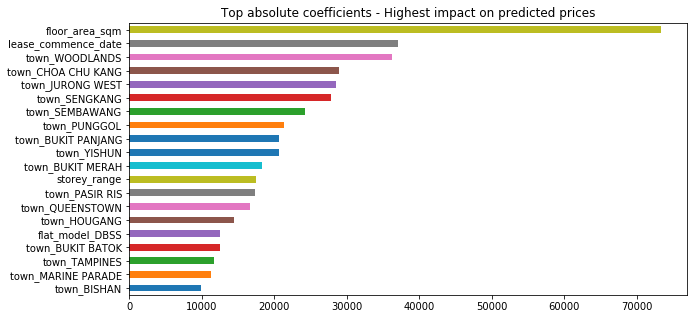 Top absolute coefficients - Highest impact on predicted prices
floor_area_sqm
lease_commence_date
town_WOODLANDS
town_CHOA CHU KANG
town_JURONG WEST
town_SENGKANG
town_SEMBAWANG
town_PUNGGOL
town_BUKIT PANJANG
town_YISHUN
town_BUKIT MERAH
storey_range
town_PASIR RIS
town_QUEENSTOWN
town_HOUGANG
flat_model_DBSS
town_BUKIT BATOK
town_TAMPINES
town_MARINE PARADE
town_BISHAN
0 10000 20000 30000 40000 50000 60000 70000